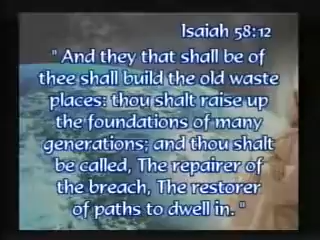 Isaiah 58:12
" And they that shall be of
thee shall build the old waste
places: thou shalt raise up
the foundations of many
generations; and thou shalt
be called, The repairer of
the breach, The restorer
of paths to dwell in. "